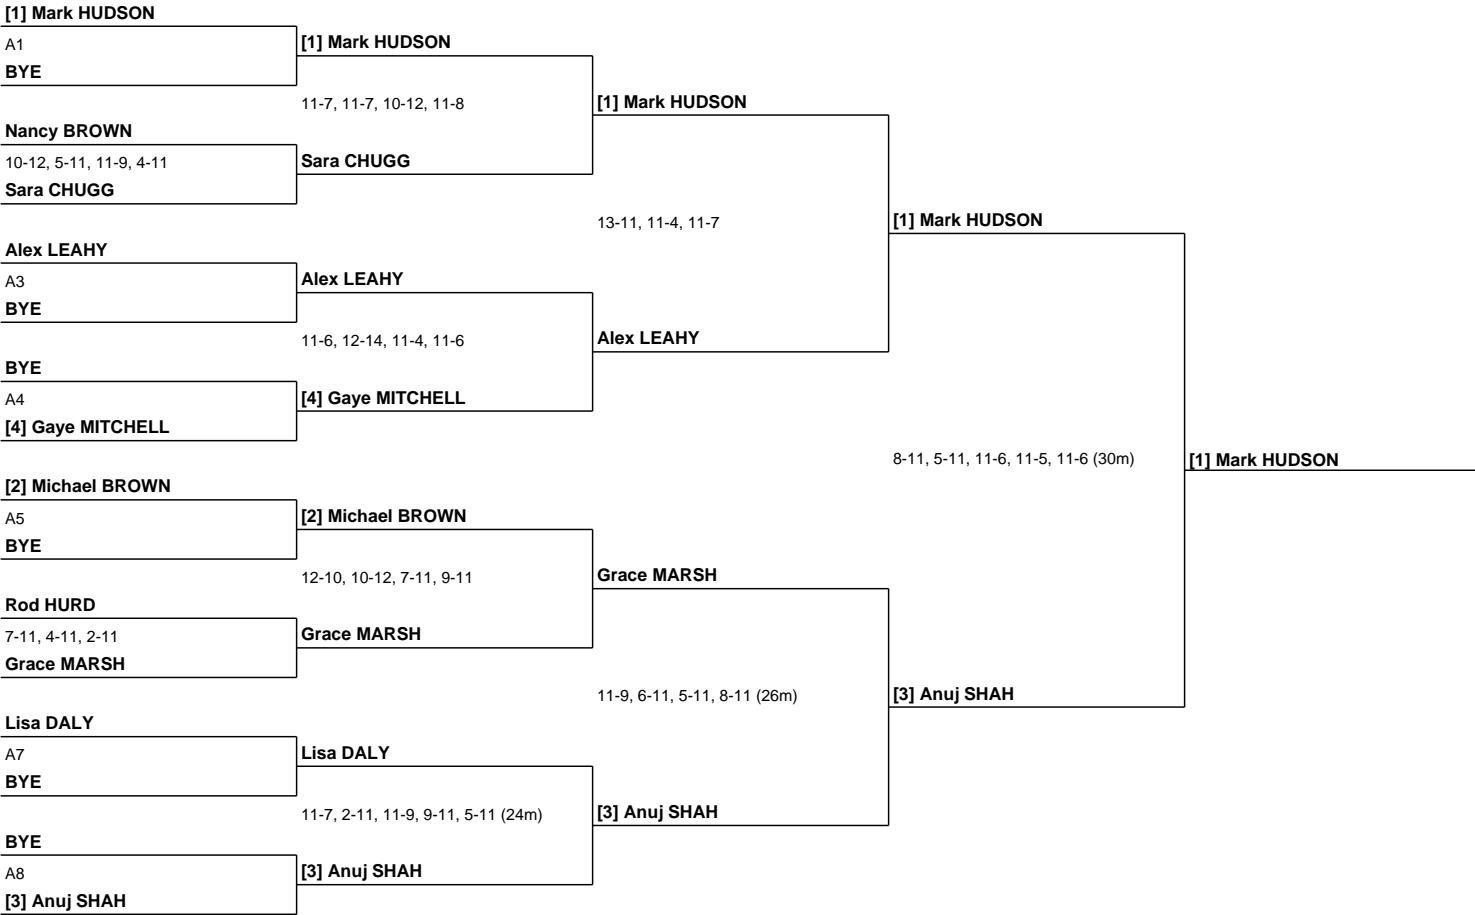 [1] Mark HUDSON
A1
BYE
Nancy BROWN
10-12, 5-11, 11-9, 4-11
Sara CHUGG
Alex LEAHY
A3
BYE
BYE
A4
[4] Gaye MITCHELL
[2] Michael BROWN
A5
BYE
Rod HURD
7-11, 4-11, 2-11
Grace MARSH
Lisa DALY
A7
BYE
BYE
A8
[3] Anuj SHAH
[1] Mark HUDSON
11-7, 11-7, 10-12, 11-8
Sara CHUGG
Alex LEAHY
11-6, 12-14, 11-4, 11-6
[4] Gaye MITCHELL
[2] Michael BROWN
12-10, 10-12, 7-11, 9-11
Grace MARSH
Lisa DALY
11-7, 2-11, 11-9, 9-11, 5-11 (24m)
[3] Anuj SHAH
[1] Mark HUDSON
13-11, 11-4, 11-7
Alex LEAHY
Grace MARSH
11-9, 6-11, 5-11, 8-11 (26m)
[3] Anuj SHAH
[1] Mark HUDSON
8-11, 5-11, 11-6, 11-5, 11-6 (30m)
[3] Anuj SHAH
[1] Mark HUDSON